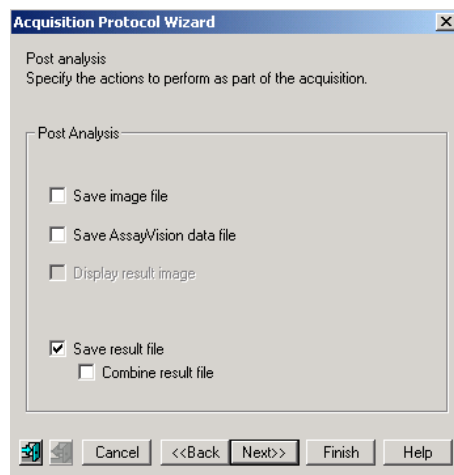 Acquisition Protocol Wizard
Post analysis
Specify the actions to perform as part of the acquisition.
Post Analysis
Save image file
Save AssayVision data file
Display result image
Save result file
Combine result file
Cancel <<Back Next>> Finish Help